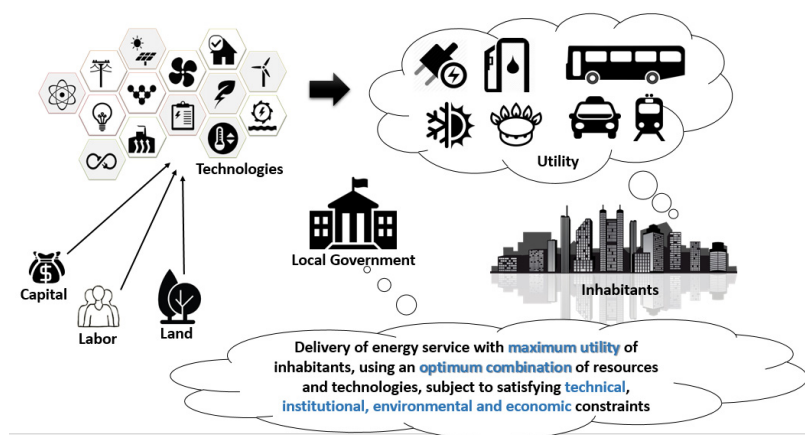 Technologies
Utility
Local Government
Inhabitants
Capital
Labor
Land
Delivery of energy service with maximum utility of
inhabitants, using an optimum combination of resources
and technologies, subject to satisfying technical,
institutional, environmental and economic constraints